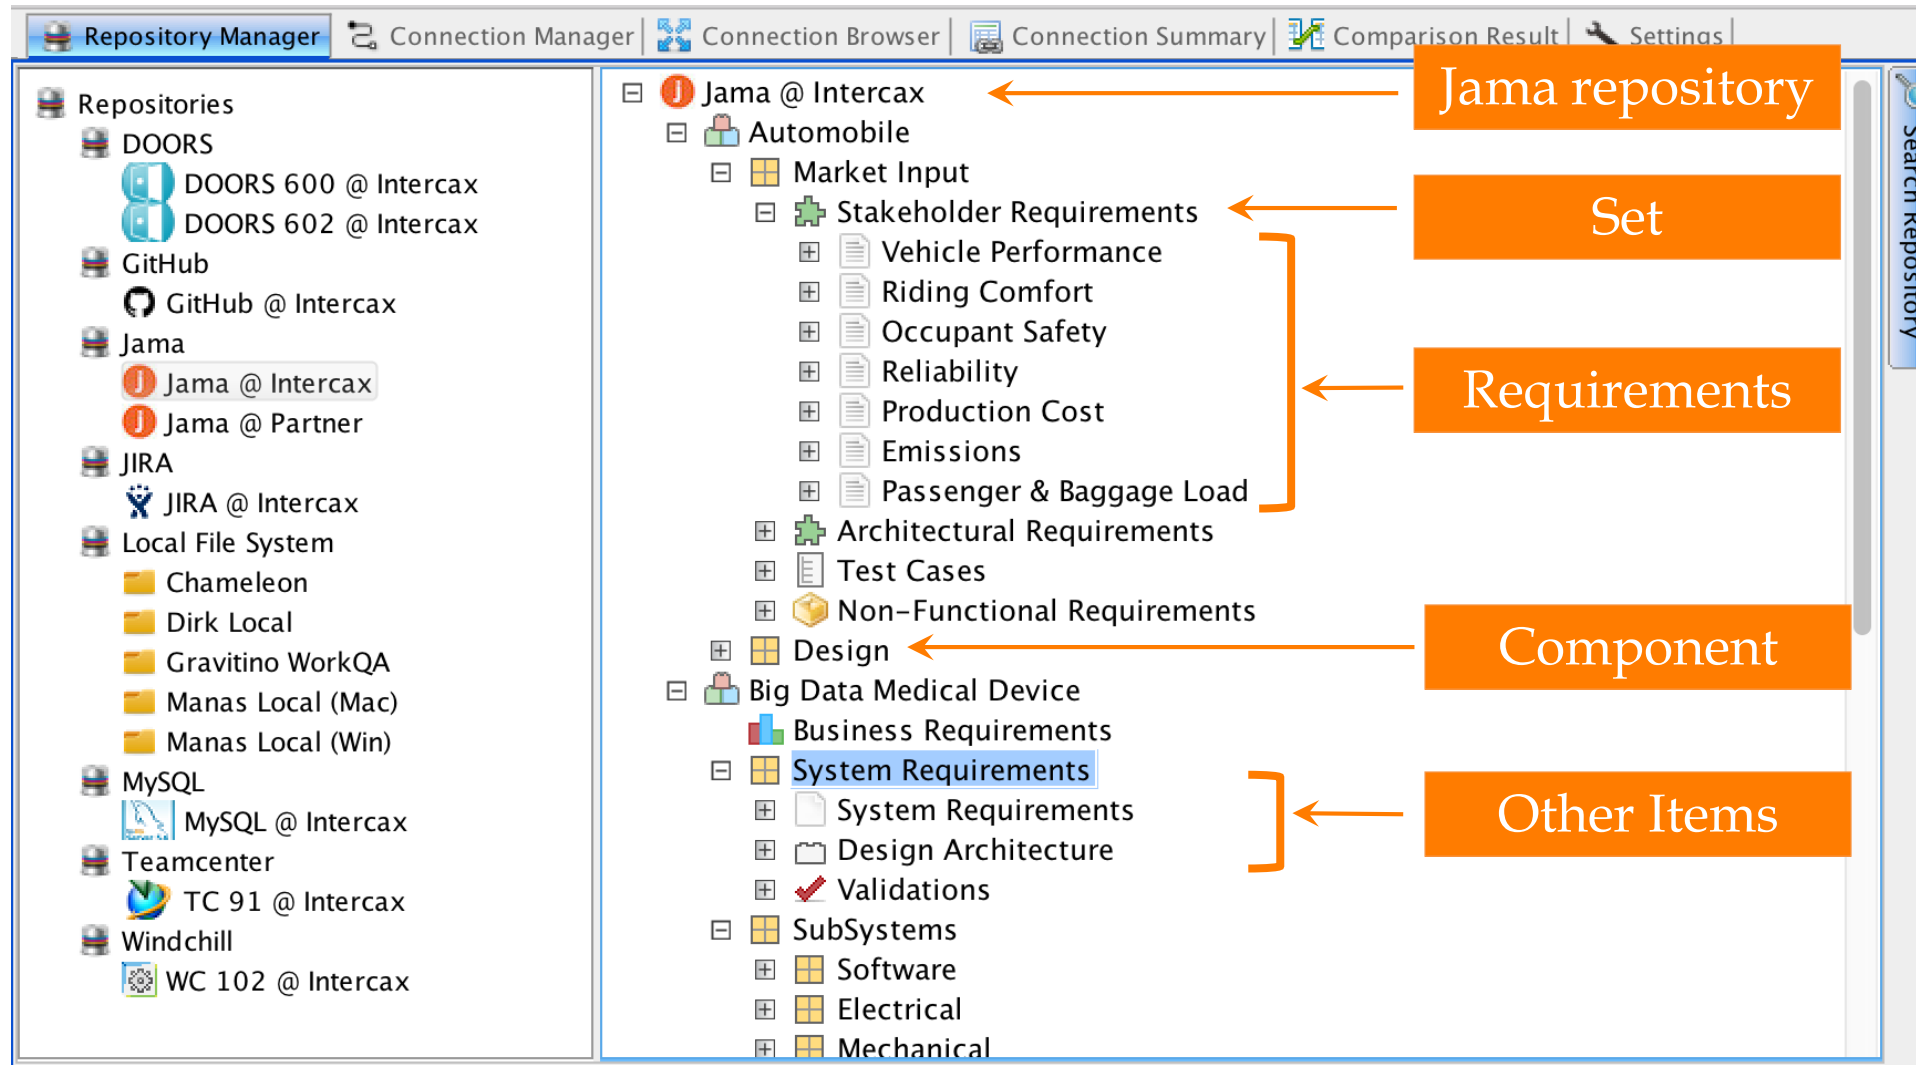 Repository Manager
Connection Manager
Connection Browser
Connection Summary
Comparison Result
Settings
Repositories
DOORS
DOORS 600 @ Intercax
DOORS 602 @ Intercax
GitHub
GitHub @ Intercax
Jama
Jama @ Intercax
Jama @ Partner
JIRA
JIRA @ Intercax
Local File System
Chameleon
Dirk Local
Gravitino WorkQA
Manas Local (Mac)
Manas Local (Win)
MySQL
MySQL @ Intercax
Teamcenter
TC 91 @ Intercax
Windchill
WC 102 @ Intercax
Jama @ Intercax
Automobile
Market Input
Stakeholder Requirements
Vehicle Performance
Riding Comfort
Occupant Safety
Reliability
Production Cost
Emissions
Passenger & Baggage Load
Architectural Requirements
Test Cases
Non-Functional Requirements
Design
Big Data Medical Device
Business Requirements
System Requirements
System Requirements
Design Architecture
Validations
SubSystems
Software
Electrical
Mechanical
Jama repository
Set
Requirements
Component
Other Items
Search Repository